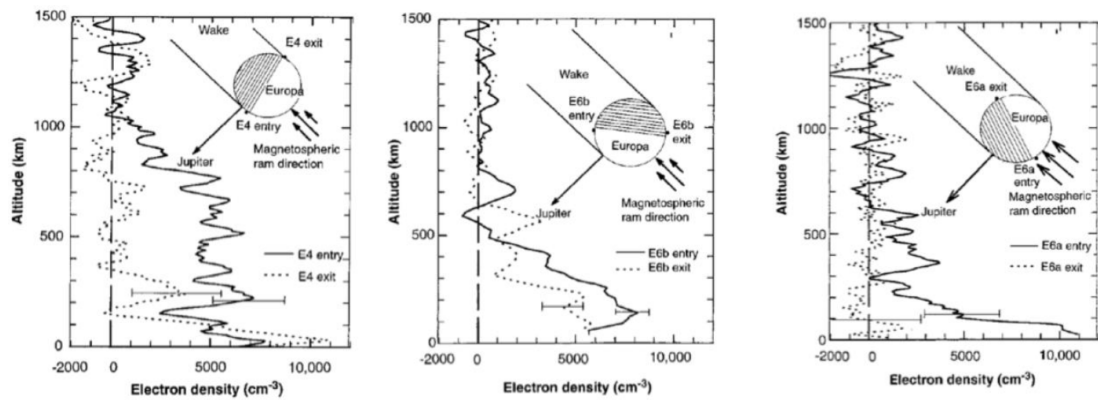 1500
1000
500
0
Altitude (km)
-2000
0
5000
10,000
Electron density (cm⁻³)
Wake
E4 exit
Europa
E4 entry
Jupiter
Magnetospheric
ram direction
E4 entry
E4 exit
1500
1000
500
0
Altitude (km)
-2000
0
5000
10,000
Electron density (cm⁻³)
Wake
E6b
entry
E6b
exit
Europa
Jupiter
Magnetospheric
ram direction
E6b entry
E6b exit
1500
1000
500
0
Altitude (km)
-2000
0
5000
10,000
Electron density (cm⁻³)
Wake
E6a
exit
Europa
E6a
entry
Jupiter
Magnetospheric
ram direction
E6a entry
E6a exit